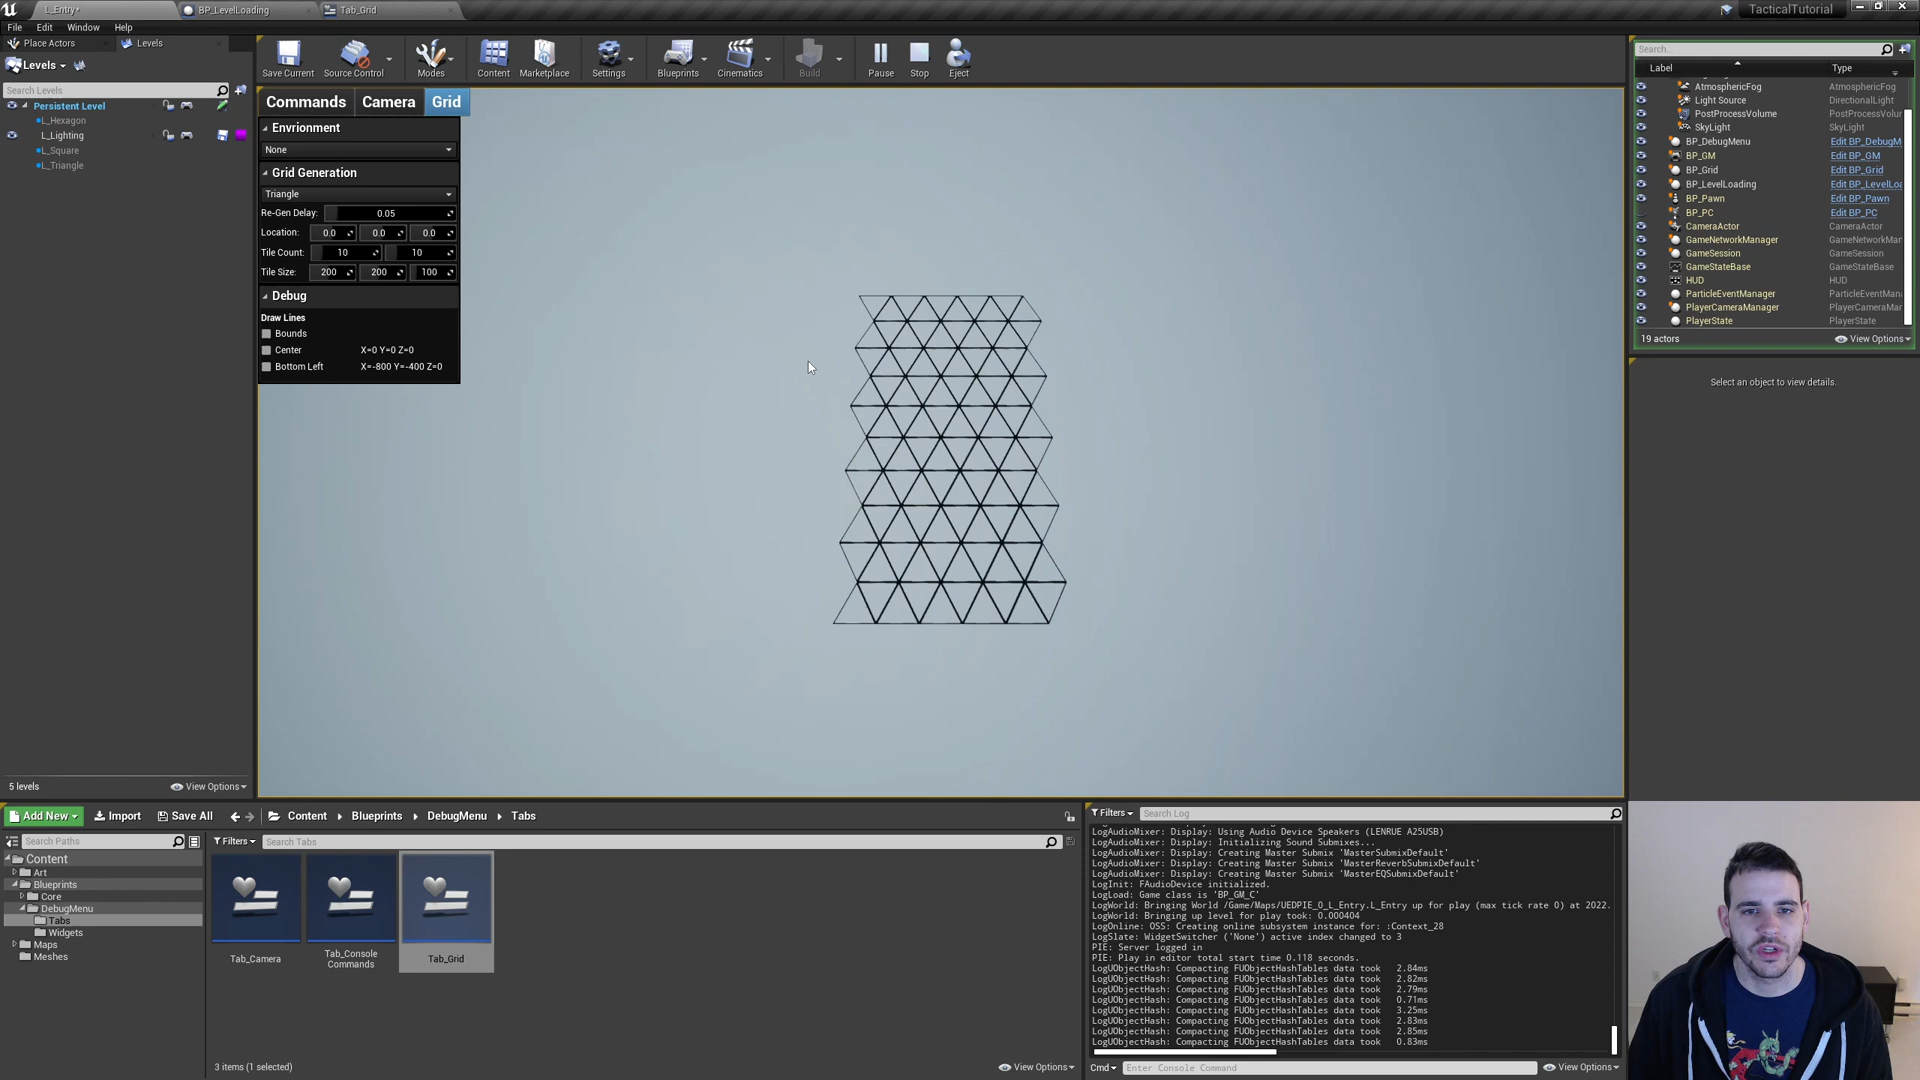 L_Entry*
BP_LevelLoading
Tab_Grid
TacticalTutorial
File Edit Window Help
Place Actors
Levels
Levels
Search Levels
Persistent Level
L_Hexagon
L_Lighting
L_Square
L_Triangle
5 levels
View Options
Save Current
Source Control
Modes
Content
Marketplace
Settings
Blueprints
Cinematics
Build
Pause
Stop
Eject
Commands Camera Grid
Envrionment
None
Grid Generation
Triangle
Re-Gen Delay: 0.05
Location: 0.0 0.0 0.0
Tile Count: 10 10
Tile Size: 200 200 100
Debug
Draw Lines
Bounds
Center X=0 Y=0 Z=0
Bottom Left X=-800 Y=-400 Z=0
Search...
Label Type
AtmosphericFog AtmosphericFog
Light Source DirectionalLight
PostProcessVolume PostProcessVolur
SkyLight SkyLight
BP_DebugMenu Edit BP_DebugM
BP_GM Edit BP_GM
BP_Grid Edit BP_Grid
BP_LevelLoading Edit BP_LevelLoa
BP_Pawn Edit BP_Pawn
BP_PC Edit BP_PC
CameraActor CameraActor
GameNetworkManager GameNetworkMar
GameSession GameSession
GameStateBase GameStateBase
HUD HUD
ParticleEventManager ParticleEventMana
PlayerCameraManager PlayerCameraMar
PlayerState PlayerState
19 actors
View Options
Select an object to view details.
Add New
Import
Save All
Content
Blueprints
DebugMenu
Tabs
Search Paths
Filters
Search Tabs
Content
Art
Blueprints
Core
DebugMenu
Tabs
Widgets
Maps
Meshes
Tab_Camera
Tab_Console
Commands
Tab_Grid
3 items (1 selected)
View Options
Filters
Search Log
LogAudioMixer: Display: Using Audio Device Speakers (LENRUE A25USB)
LogAudioMixer: Display: Initializing Sound Submixes...
LogAudioMixer: Display: Creating Master Submix 'MasterSubmixDefault'
LogAudioMixer: Display: Creating Master Submix 'MasterReverbSubmixDefault'
LogAudioMixer: Display: Creating Master Submix 'MasterEQSubmixDefault'
LogInit: FAudioDevice initialized.
LogLoad: Game class is 'BP_GM_C'
LogWorld: Bringing World /Game/Maps/UEDPIE_0_L_Entry.L_Entry up for play (max tick rate 0) at 2022.
LogWorld: Bringing up level for play took: 0.000404
LogOnline: OSS: Creating online subsystem instance for: :Context_28
LogSlate: WidgetSwitcher ('None') active index changed to 3
PIE: Server logged in
PIE: Play in editor total start time 0.118 seconds.
LogUObjectHash: Compacting FUObjectHashTables data took 2.84ms
LogUObjectHash: Compacting FUObjectHashTables data took 2.82ms
LogUObjectHash: Compacting FUObjectHashTables data took 2.79ms
LogUObjectHash: Compacting FUObjectHashTables data took 0.71ms
LogUObjectHash: Compacting FUObjectHashTables data took 3.25ms
LogUObjectHash: Compacting FUObjectHashTables data took 2.83ms
LogUObjectHash: Compacting FUObjectHashTables data took 2.85ms
LogUObjectHash: Compacting FUObjectHashTables data took 0.83ms
Cmd
Enter Console Command
View Options